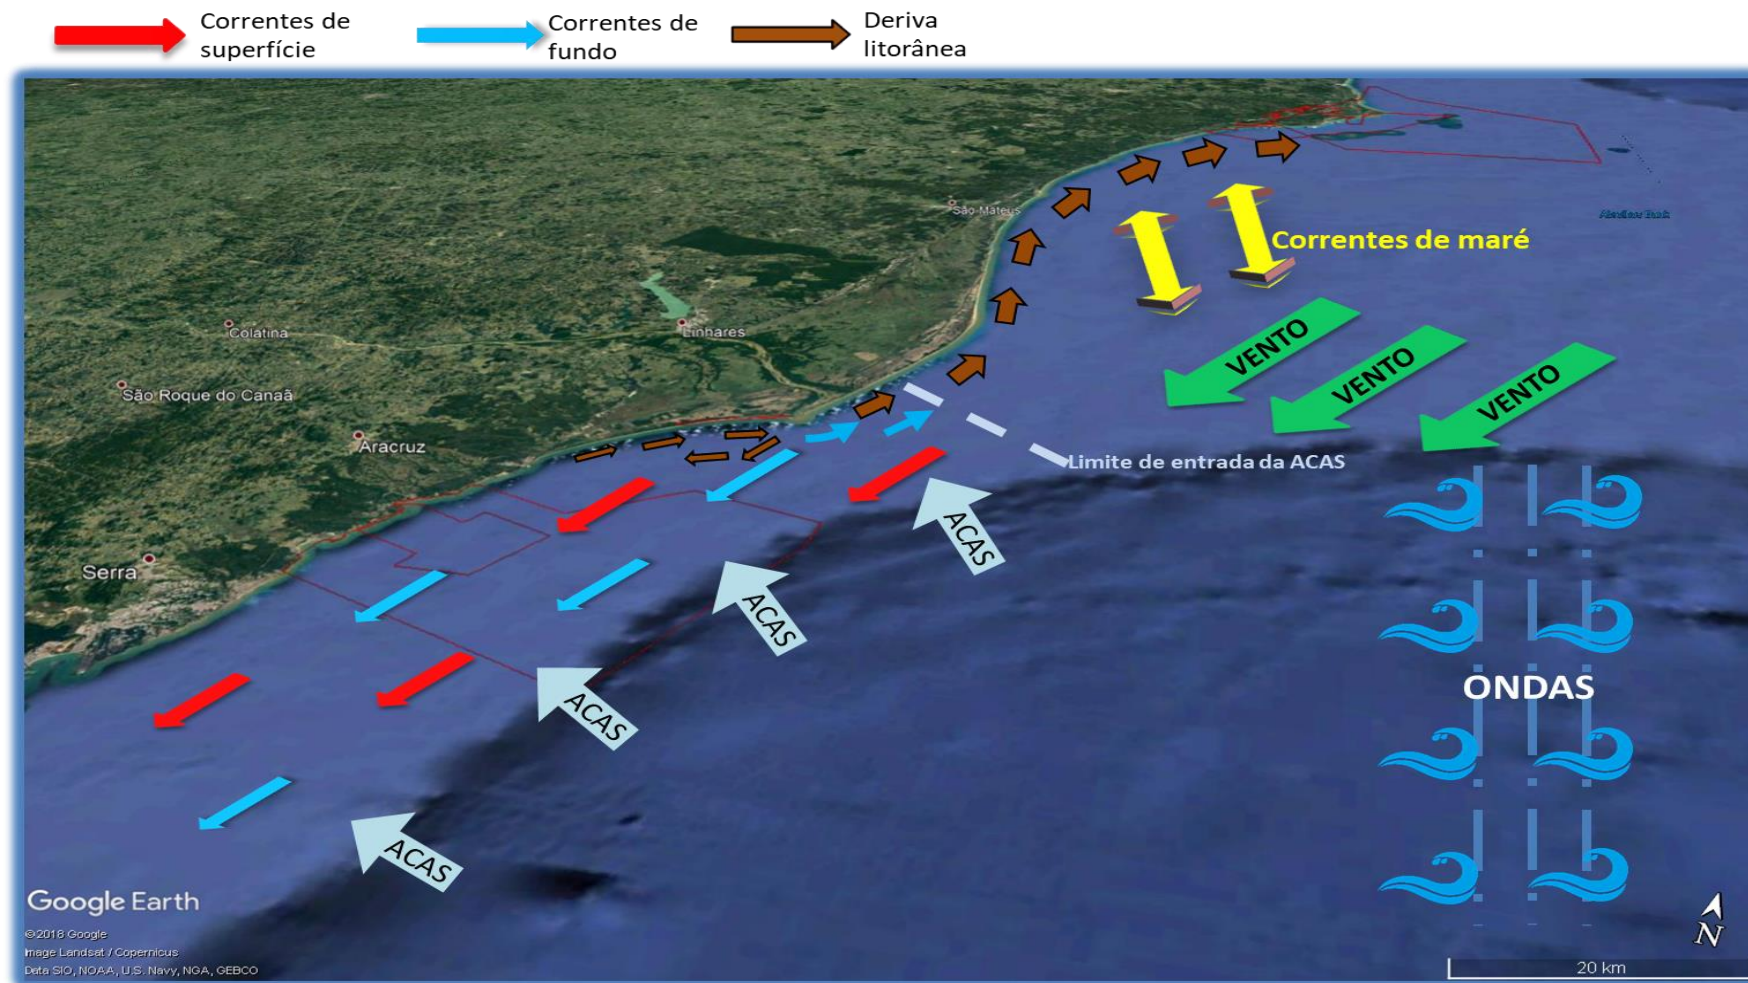 Correntes de
superfície
Correntes de
fundo
Deriva
litorânea
São Mateus
Correntes de maré
Colatina
Linhares
VENTO
VENTO
VENTO
São Roque do Canaã
Aracruz
Limite de entrada da ACAS
ACAS
Serra
ACAS
ONDAS
ACAS
ACAS
Google Earth
©2018 Google
Image Landsat / Copernicus
Data SIO, NOAA, U.S. Navy, NGA, GEBCO
N
20 km